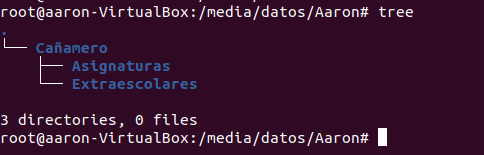 root@aaron-VirtualBox:/media/datos/Aaron# tree
.
└── Cañamero
    ├── Asignaturas
    └── Extraescolares

3 directories, 0 files
root@aaron-VirtualBox:/media/datos/Aaron#